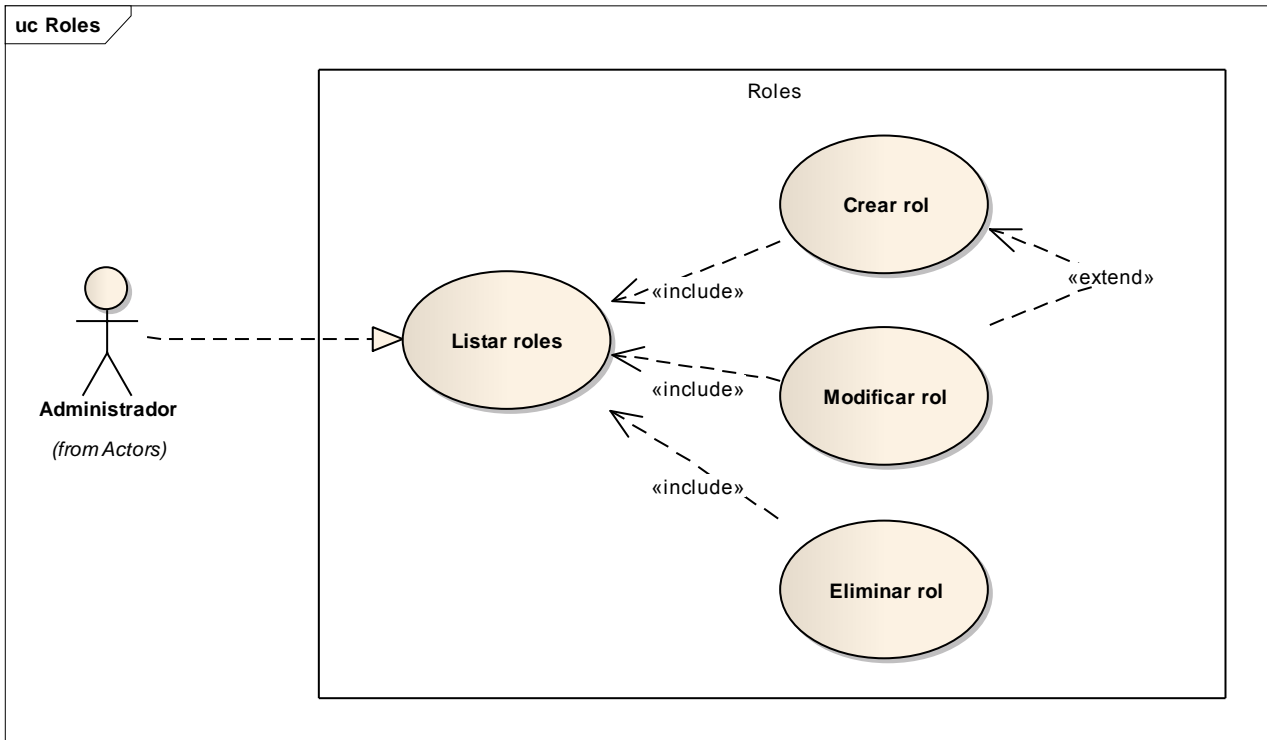 uc Roles
Roles
Crear rol
«extend»
«include»
Listar roles
«include»
Modificar rol
Administrador
(from Actors)
«include»
Eliminar rol